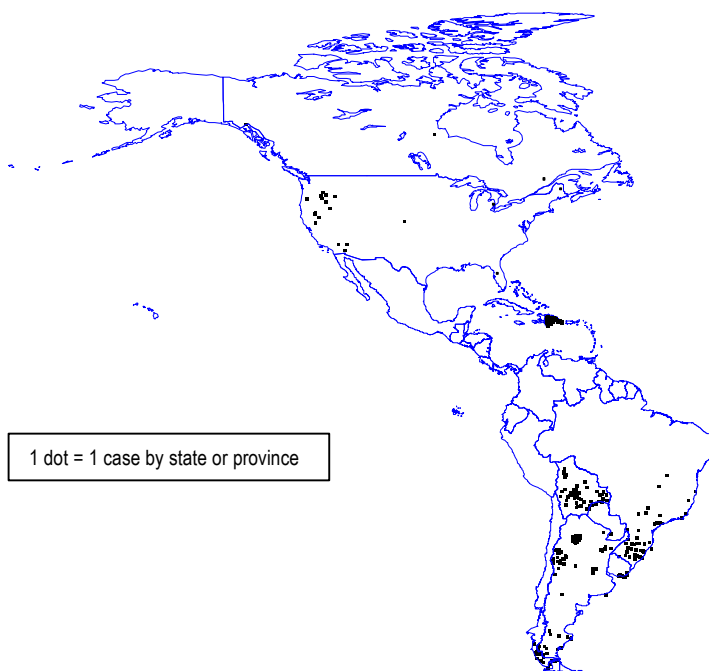 1 dot = 1 case by state or province